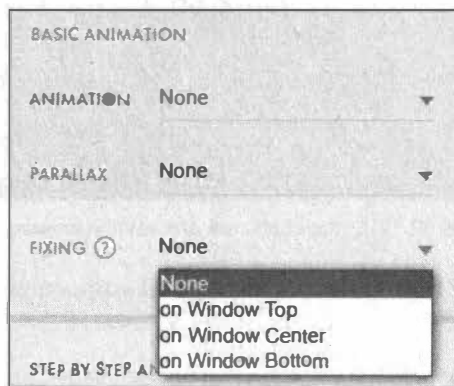 BASIC ANIMATION
ANIMATION None
PARALLAX None
FIXING ? None
None
on Window Top
on Window Center
on Window Bottom
STEP BY STEP